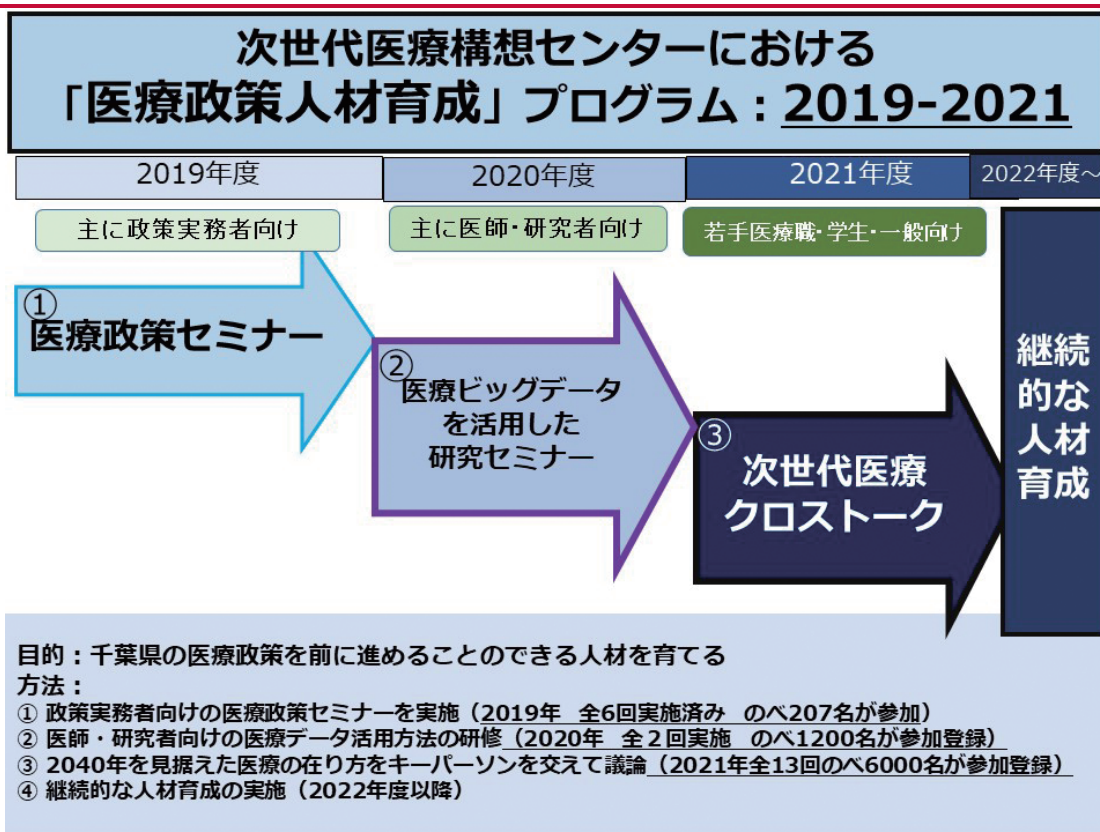 次世代医療構想センターにおける
「医療政策人材育成」プログラム:2019-2021
2019年度
2020年度
2021年度
2022年度～
主に政策実務者向け
主に医師・研究者向け
若手医療職・学生・一般向け
①
医療政策セミナー
②
医療ビッグデータ
を活用した
研究セミナー
③
次世代医療
クロストーク
継続
的な
人材
育成
目的：千葉県の医療政策を前に進めることのできる人材を育てる
方法：
① 政策実務者向けの医療政策セミナーを実施（2019年　全6回実施済み　のべ207名が参加）
② 医師・研究者向けの医療データ活用方法の研修（2020年　全２回実施　のべ1200名が参加登録）
③ 2040年を見据えた医療の在り方をキーパーソンを交えて議論（2021年全13回のべ6000名が参加登録）
④ 継続的な人材育成の実施（2022年度以降）